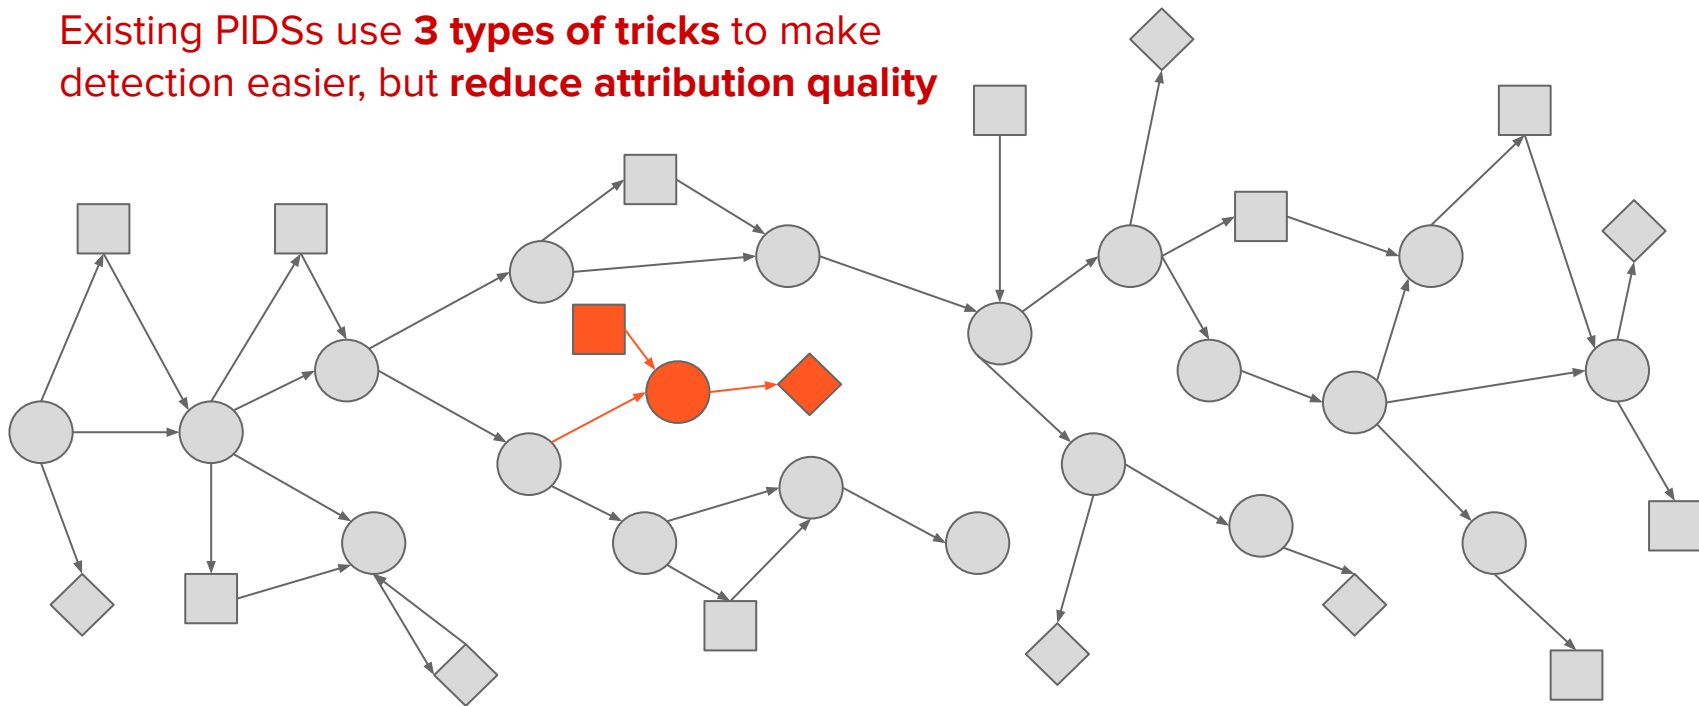 Existing PIDSs use 3 types of tricks to make
detection easier, but reduce attribution quality